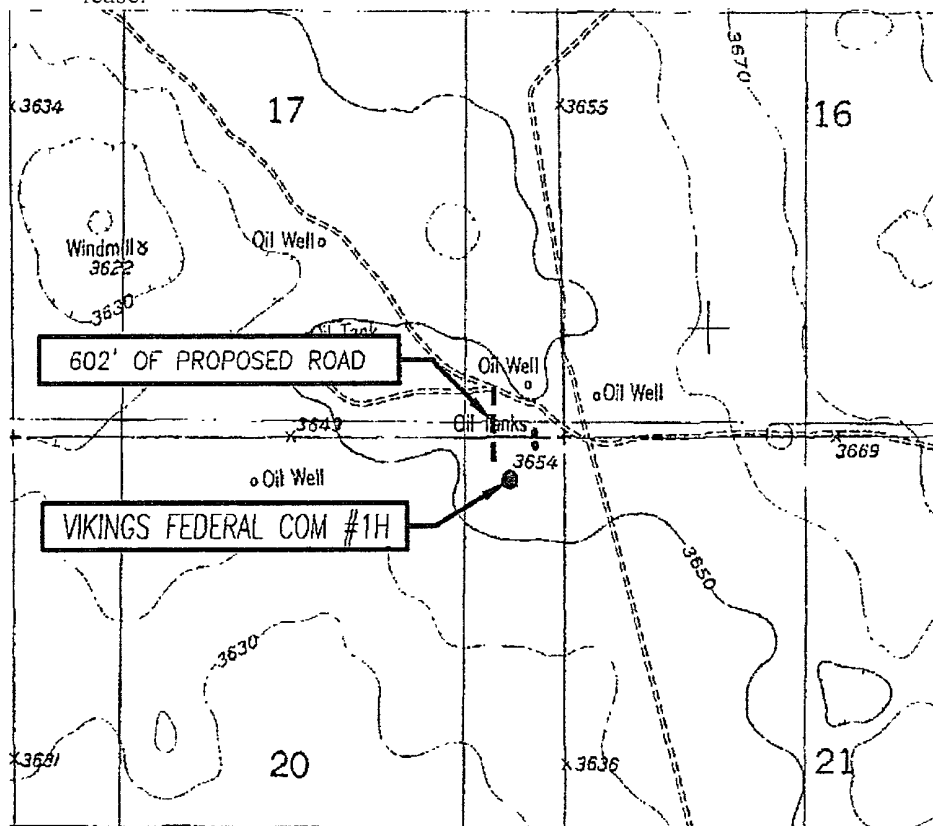 lease.
3670
3634
17
3655
16
Windmill
3622
Oil Well
3630
Oil Tank
602' OF PROPOSED ROAD
Oil Well
Oil Well
3649
Oil Tanks
3654
3669
Oil Well
VIKINGS FEDERAL COM #1H
3650
3630
3631
20
3636
21